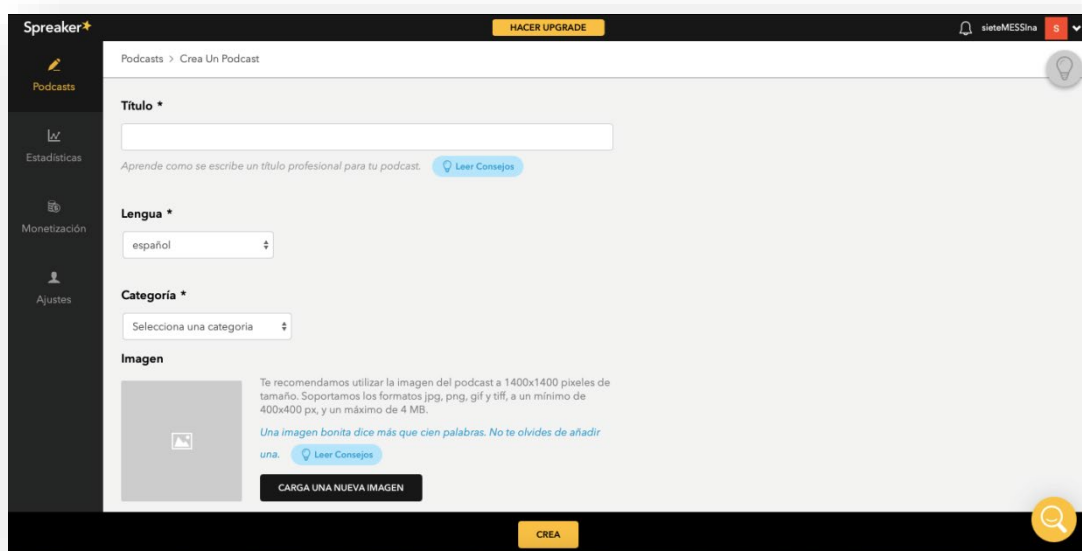 Spreaker
HACER UPGRADE
sieteMESSIna
S
Podcasts
Estadísticas
Monetización
Ajustes
Podcasts > Crea Un Podcast
Título *
Aprende como se escribe un título profesional para tu podcast.
Leer Consejos
Lengua *
español
Categoría *
Selecciona una categoria
Imagen
Te recomendamos utilizar la imagen del podcast a 1400x1400 pixeles de
tamaño. Soportamos los formatos jpg, png, gif y tiff, a un mínimo de
400x400 px, y un máximo de 4 MB.
Una imagen bonita dice más que cien palabras. No te olvides de añadir
una.
Leer Consejos
CARGA UNA NUEVA IMAGEN
CREA